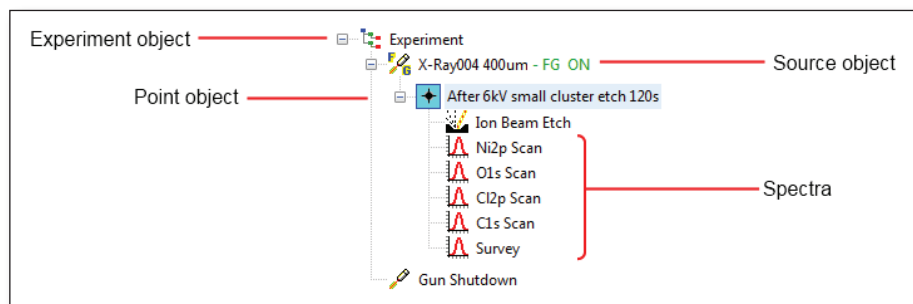 Experiment object
Experiment
X-Ray004 400um - FG ON
Source object
Point object
After 6kV small cluster etch 120s
Ion Beam Etch
Ni2p Scan
O1s Scan
Cl2p Scan
Spectra
C1s Scan
Survey
Gun Shutdown